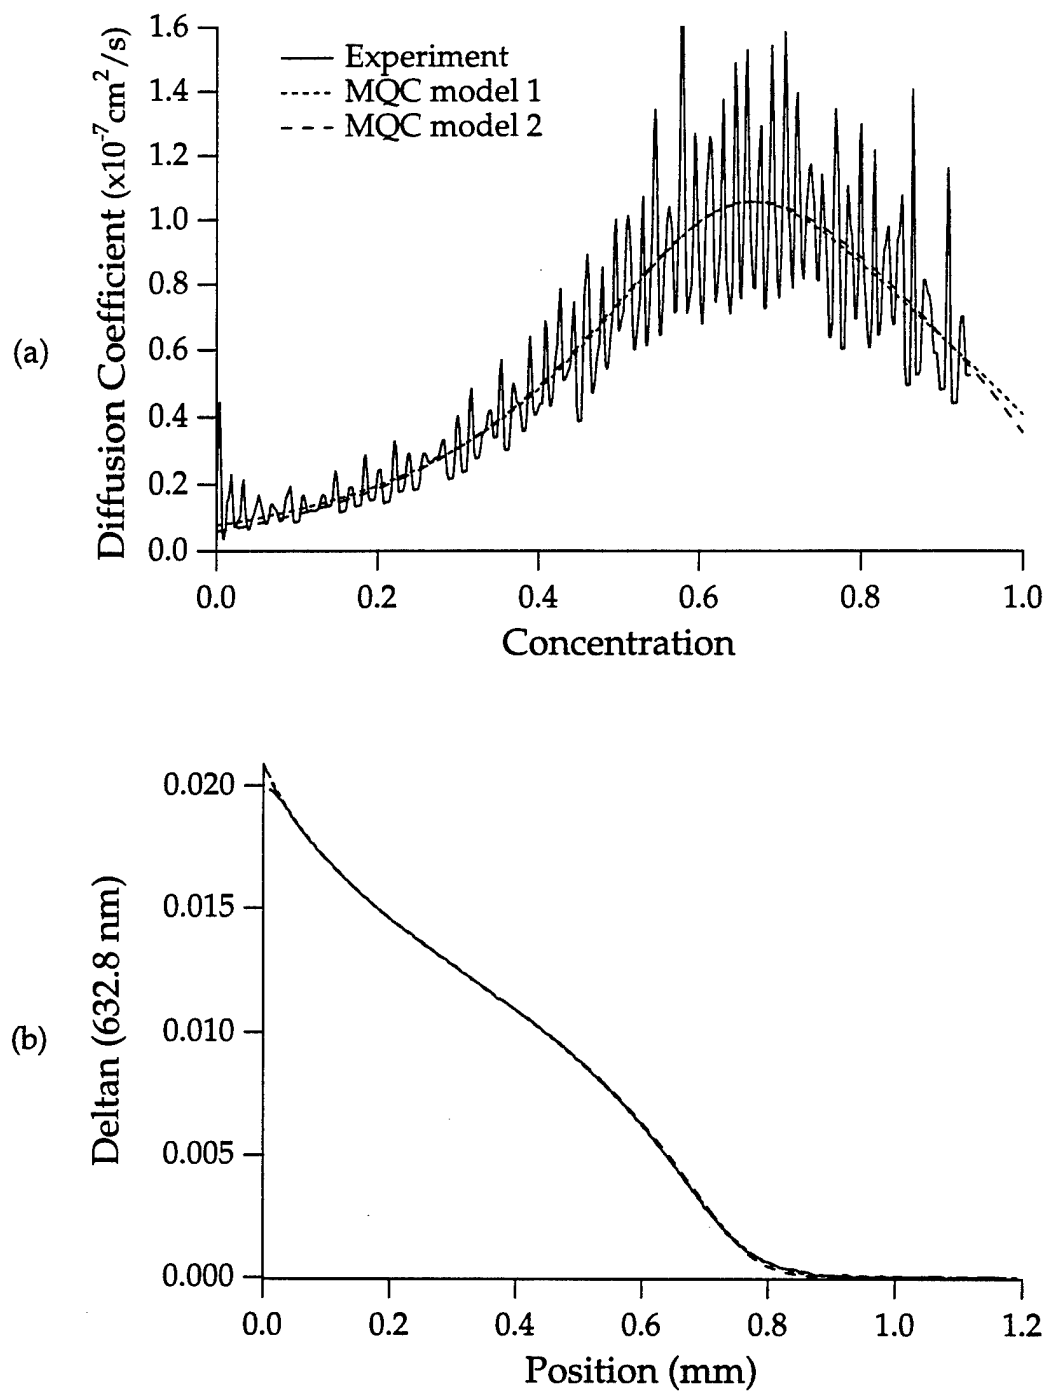 (a)
Diffusion Coefficient (x10⁻⁷cm²/s)
1.6
1.4
1.2
1.0
0.8
0.6
0.4
0.2
0.0
Experiment
MQC model 1
MQC model 2
0.0 0.2 0.4 0.6 0.8 1.0
Concentration
(b)
Deltan (632.8 nm)
0.020
0.015
0.010
0.005
0.000
0.0 0.2 0.4 0.6 0.8 1.0 1.2
Position (mm)